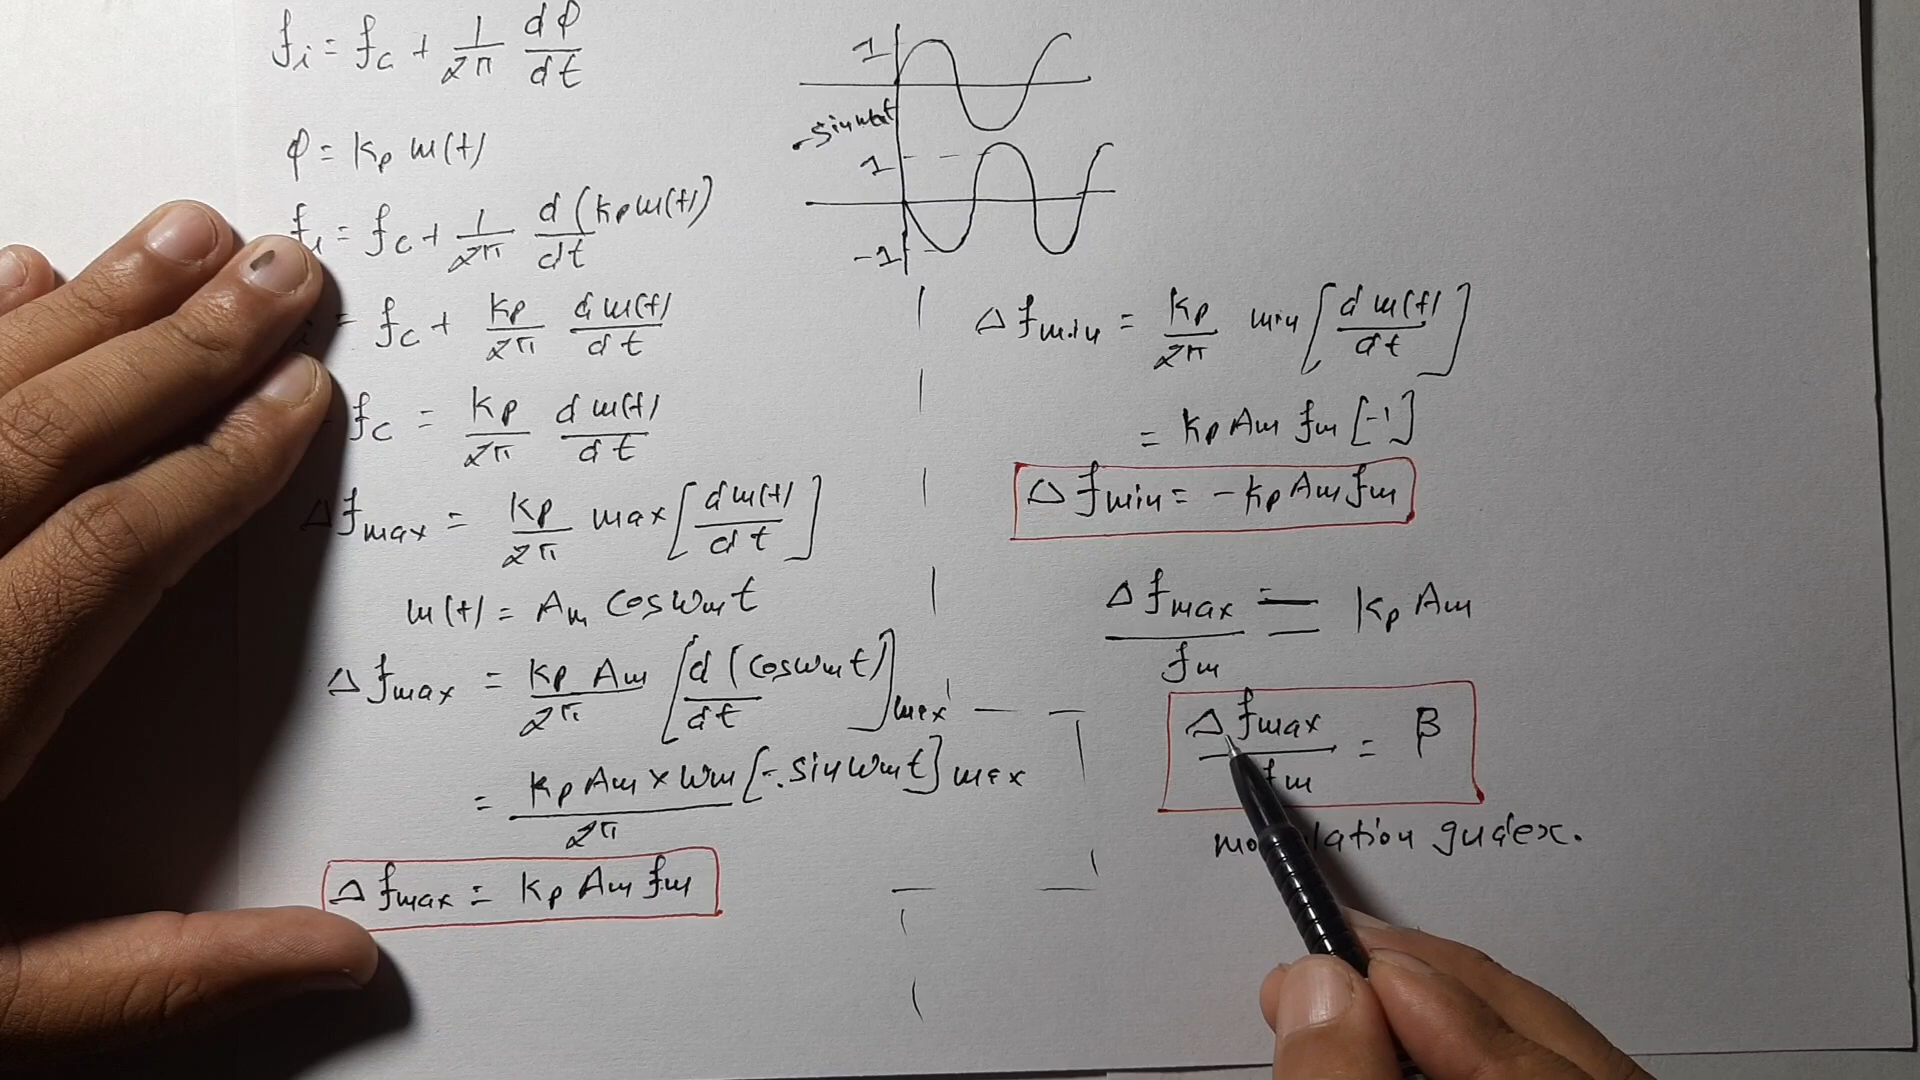 fi = fc + 1/2π dφ/dt
φ = kp m(t)
fi = fc + 1/2π d(kp m(t))/dt
= fc + kp/2π dm(t)/dt
fc = kp/2π dm(t)/dt
Δfmax = kp/2π max[dm(t)/dt]
m(t) = Am cosωmt
Δfmax = kp Am/2π [d(cosωmt)/dt]max
= kp Am × ωm/2π [-sinωmt]max
Δfmax = kp Am fm
1
-sinωmt
1
-1
Δfmin = kp/2π min[dm(t)/dt]
= kp Am fm [-1]
Δfmin = -kp Am fm
Δfmax/fm = kp Am
Δfmax/fm = β